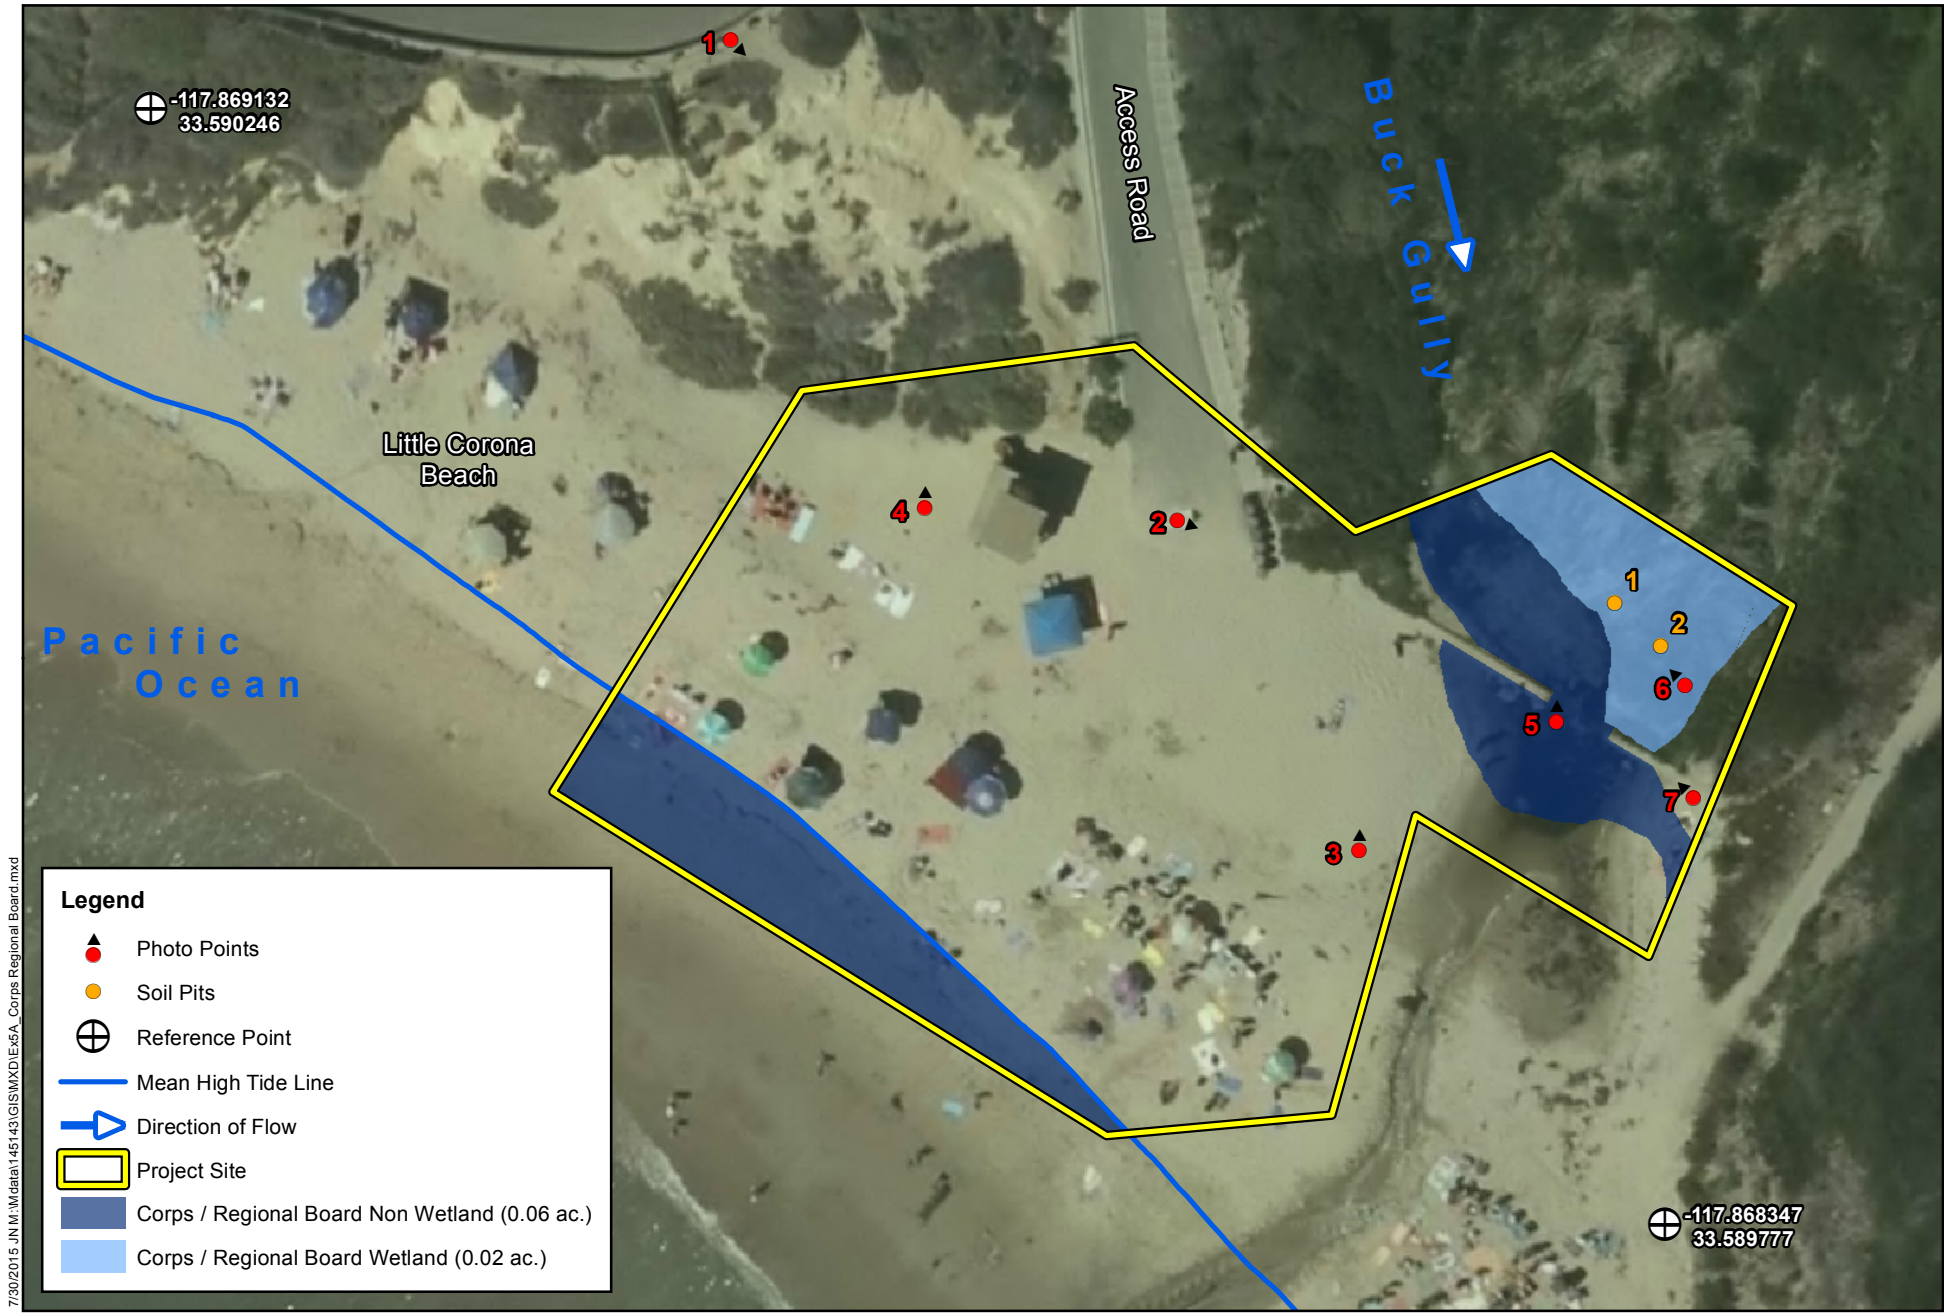 1
-117.869132
33.590246
Access Road
Buck Gully
Little Corona
Beach
4
2
1
2
6
5
7
3
Pacific
Ocean
Legend
Photo Points
Soil Pits
Reference Point
Mean High Tide Line
Direction of Flow
Project Site
Corps / Regional Board Non Wetland (0.06 ac.)
Corps / Regional Board Wetland (0.02 ac.)
-117.868347
33.589777
7/30/2015 JN M:\Mdata\145143\GIS\MXD\Ex5A_Corps Regional Board.mxd